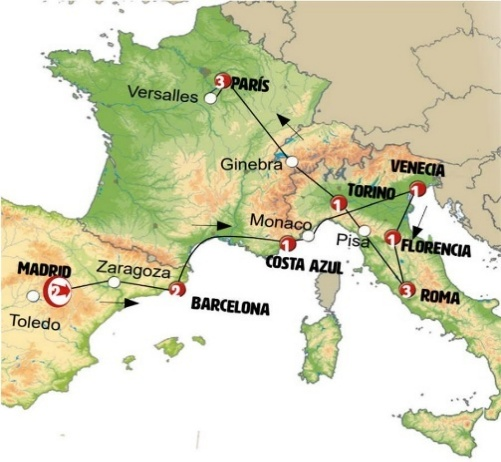 3 PARÍS
Versalles
Ginebra
VENECIA
1
TORINO
1
Monaco
Pisa
1 FLORENCIA
1
COSTA AZUL
MADRID
2
Zaragoza
2
BARCELONA
3 ROMA
Toledo